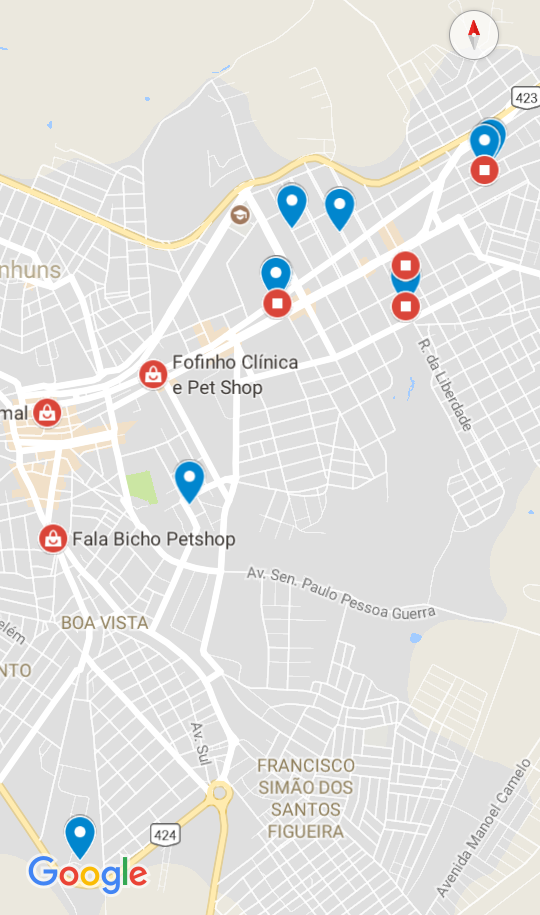 423
nhuns
Fofinho Clínica
e Pet Shop
mal
R. da Liberdade
Fala Bicho Petshop
Av. Sen. Paulo Pessoa Guerra
BOA VISTA
elém
NTO
Av. Sul
FRANCISCO
SIMÃO DOS
SANTOS
FIGUEIRA
Avenida Manoel Camelo
424
Google